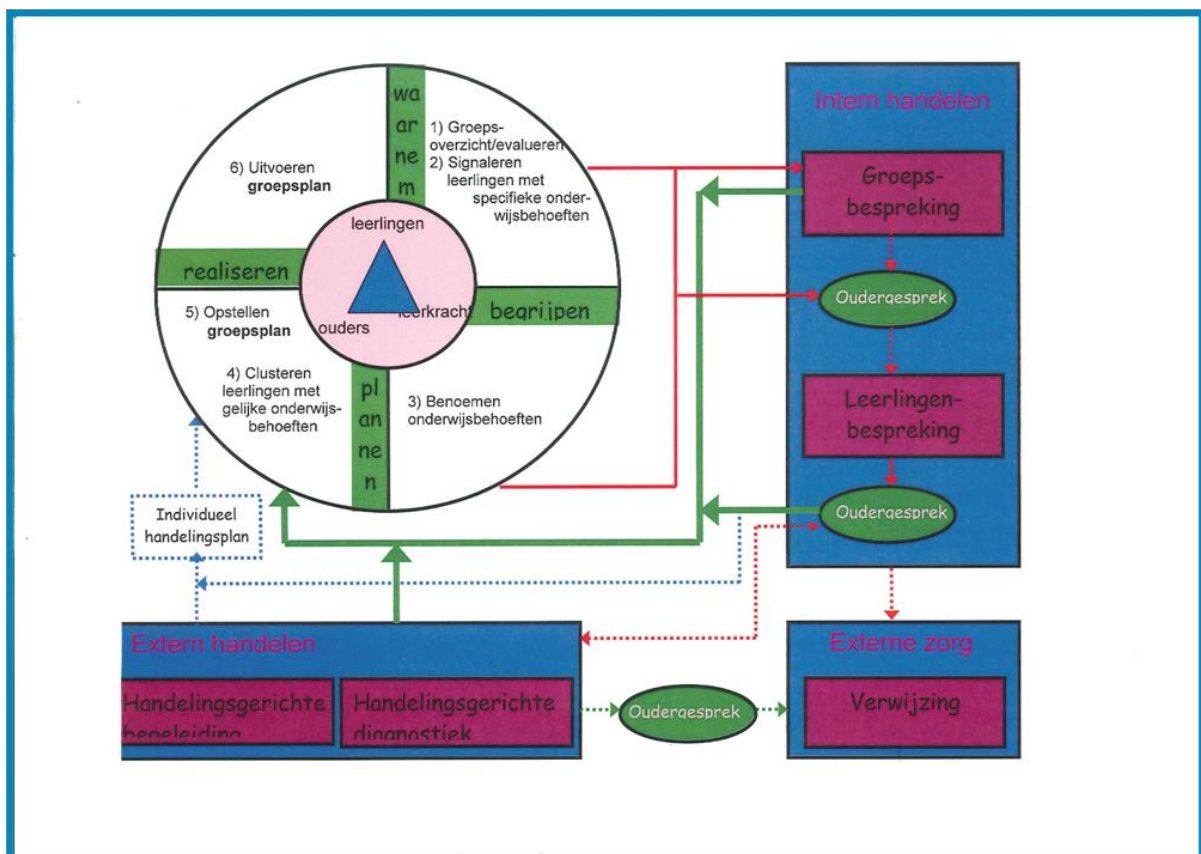 wa
ar
ne
m
1) Groeps-
overzicht/evalueren
2) Signaleren
leerlingen met
specifieke onder-
wijsbehoeften
6) Uitvoeren
groepsplan
leerlingen
realiseren
begrijpen
ouders
leerkracht
5) Opstellen
groepsplan
4) Clusteren
leerlingen met
gelijke onderwijs-
behoeften
pl
an
ne
n
3) Benoemen
onderwijsbehoeften
Individueel
handelingsplan
Intern handelen
Groeps-
bespreking
Oudergesprek
Leerlingen-
bespreking
Oudergesprek
Extern handelen
Handelingsgerichte
begeleiding
Handelingsgerichte
diagnostiek
Oudergesprek
Externe zorg
Verwijzing